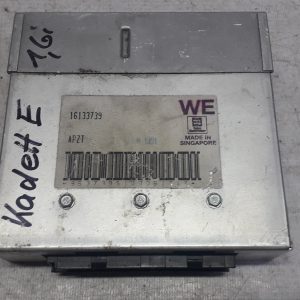 1,6i
Kadett E
16133739
APZT
WE
MADE IN
SINGAPORE